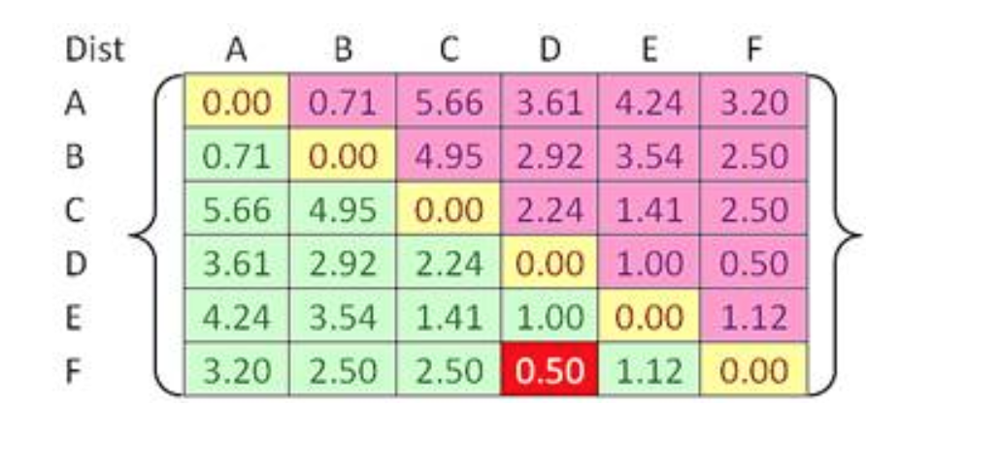 Dist A B C D E F
A 0.00 0.71 5.66 3.61 4.24 3.20
B 0.71 0.00 4.95 2.92 3.54 2.50
C 5.66 4.95 0.00 2.24 1.41 2.50
D 3.61 2.92 2.24 0.00 1.00 0.50
E 4.24 3.54 1.41 1.00 0.00 1.12
F 3.20 2.50 2.50 0.50 1.12 0.00